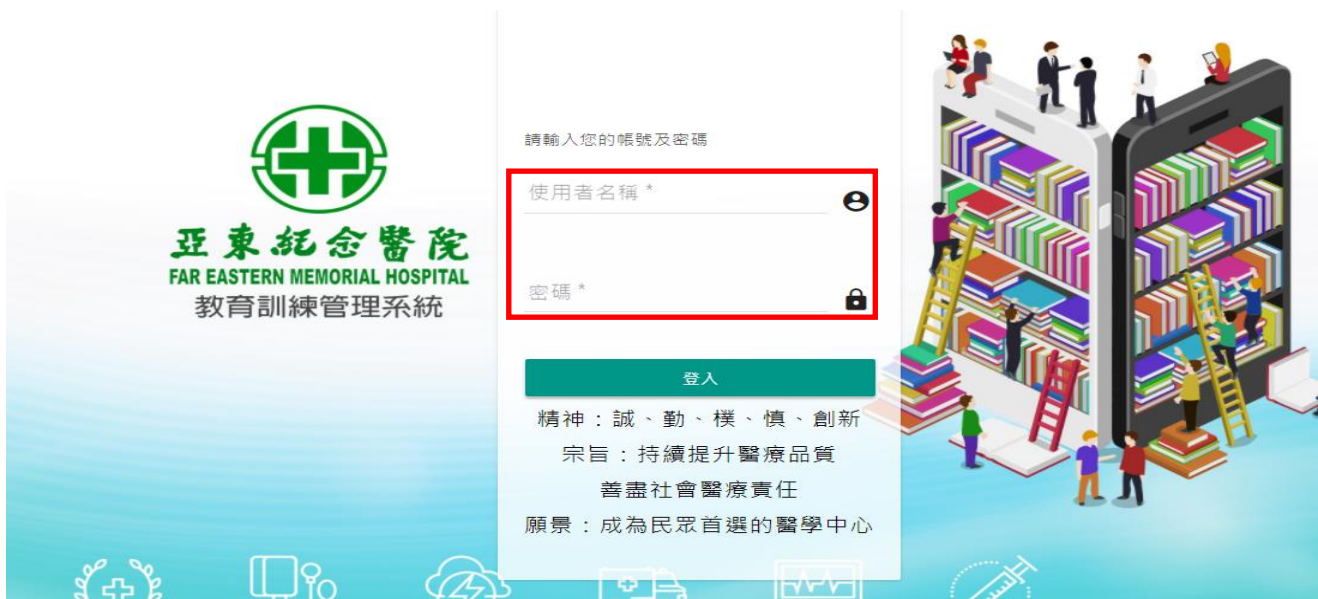 亞東紀念醫院
FAR EASTERN MEMORIAL HOSPITAL
教育訓練管理系統
請輸入您的帳號及密碼
使用者名稱 *
密碼 *
登入
精神：誠、勤、樸、慎、創新
宗旨：持續提升醫療品質
善盡社會醫療責任
願景：成為民眾首選的醫學中心